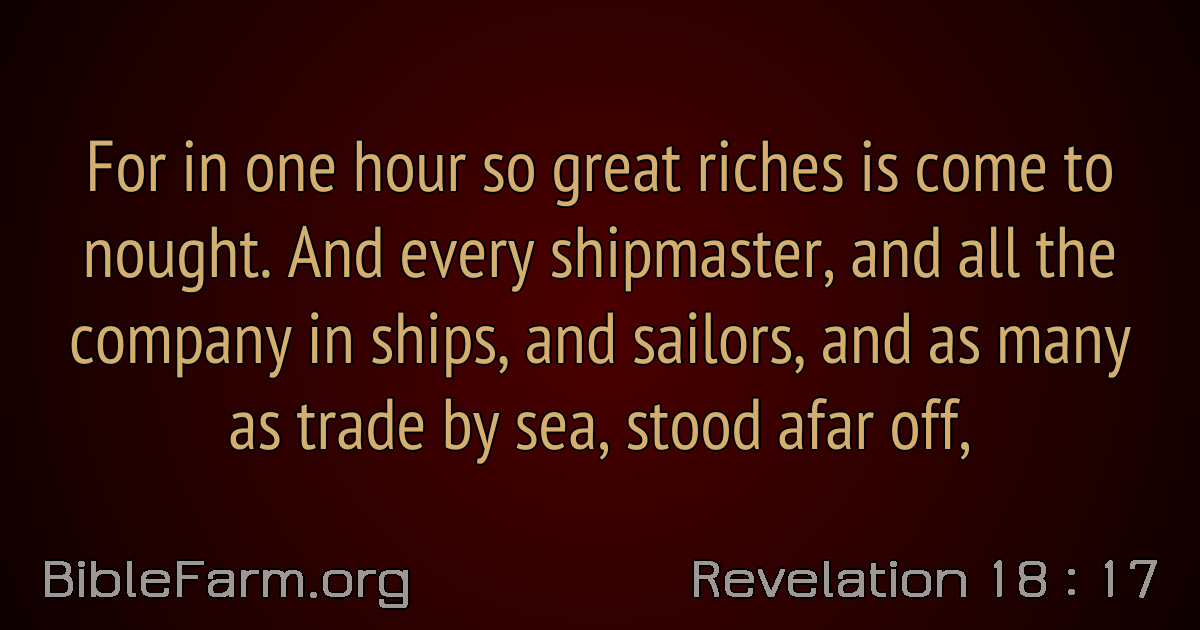 For in one hour so great riches is come to
nought. And every shipmaster, and all the
company in ships, and sailors, and as many
as trade by sea, stood afar off,
BibleFarm.org
Revelation 18 : 17